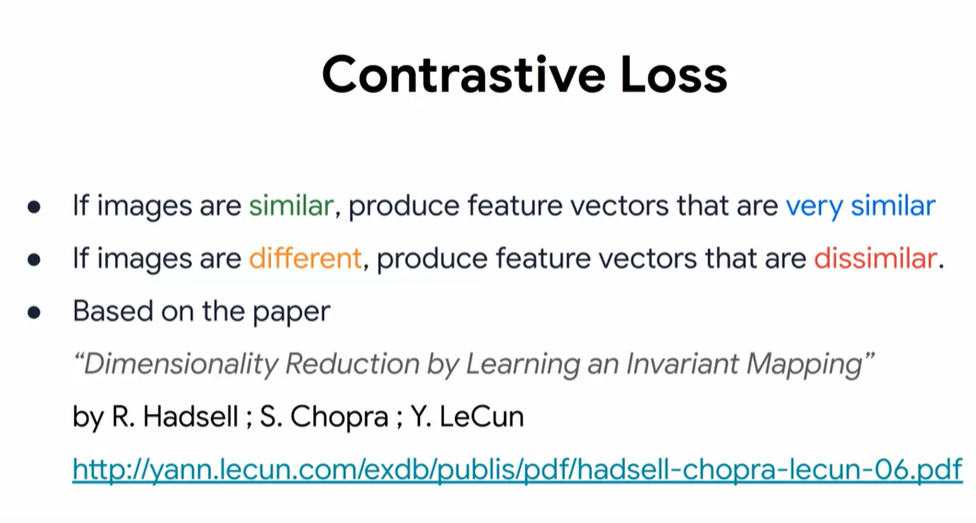 Contrastive Loss
● If images are similar, produce feature vectors that are very similar
● If images are different, produce feature vectors that are dissimilar.
● Based on the paper
“Dimensionality Reduction by Learning an Invariant Mapping”
by R. Hadsell ; S. Chopra ; Y. LeCun
http://yann.lecun.com/exdb/publis/pdf/hadsell-chopra-lecun-06.pdf